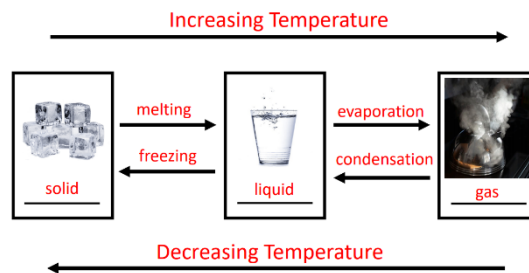 Increasing Temperature
melting
evaporation
freezing
condensation
solid
liquid
gas
Decreasing Temperature